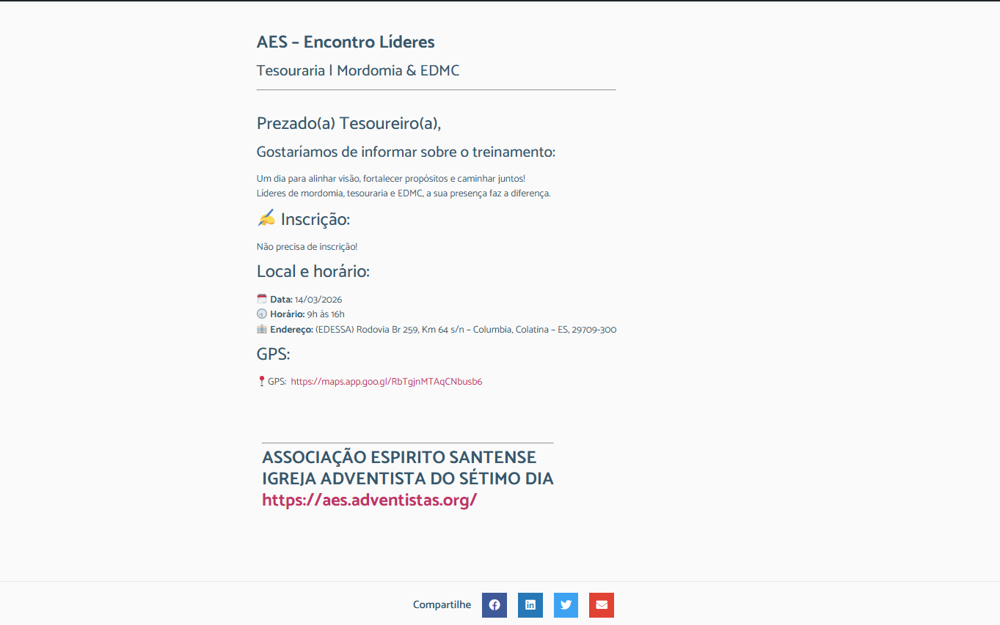 AES – Encontro Líderes
Tesouraria | Mordomia & EDMC
Prezado(a) Tesoureiro(a),
Gostaríamos de informar sobre o treinamento:
Um dia para alinhar visão, fortalecer propósitos e caminhar juntos!
Líderes de mordomia, tesouraria e EDMC, a sua presença faz a diferença.
✍️ Inscrição:
Não precisa de inscrição!
Local e horário:
🗓️ Data: 14/03/2026
🕘 Horário: 9h às 16h
🏫 Endereço: (EDESSA) Rodovia Br 259, Km 64 s/n – Columbia, Colatina – ES, 29709-300
GPS:
📍GPS: https://maps.app.goo.gl/RbTgjnMTAqCNbusb6
ASSOCIAÇÃO ESPIRITO SANTENSE
IGREJA ADVENTISTA DO SÉTIMO DIA
https://aes.adventistas.org/
Compartilhe